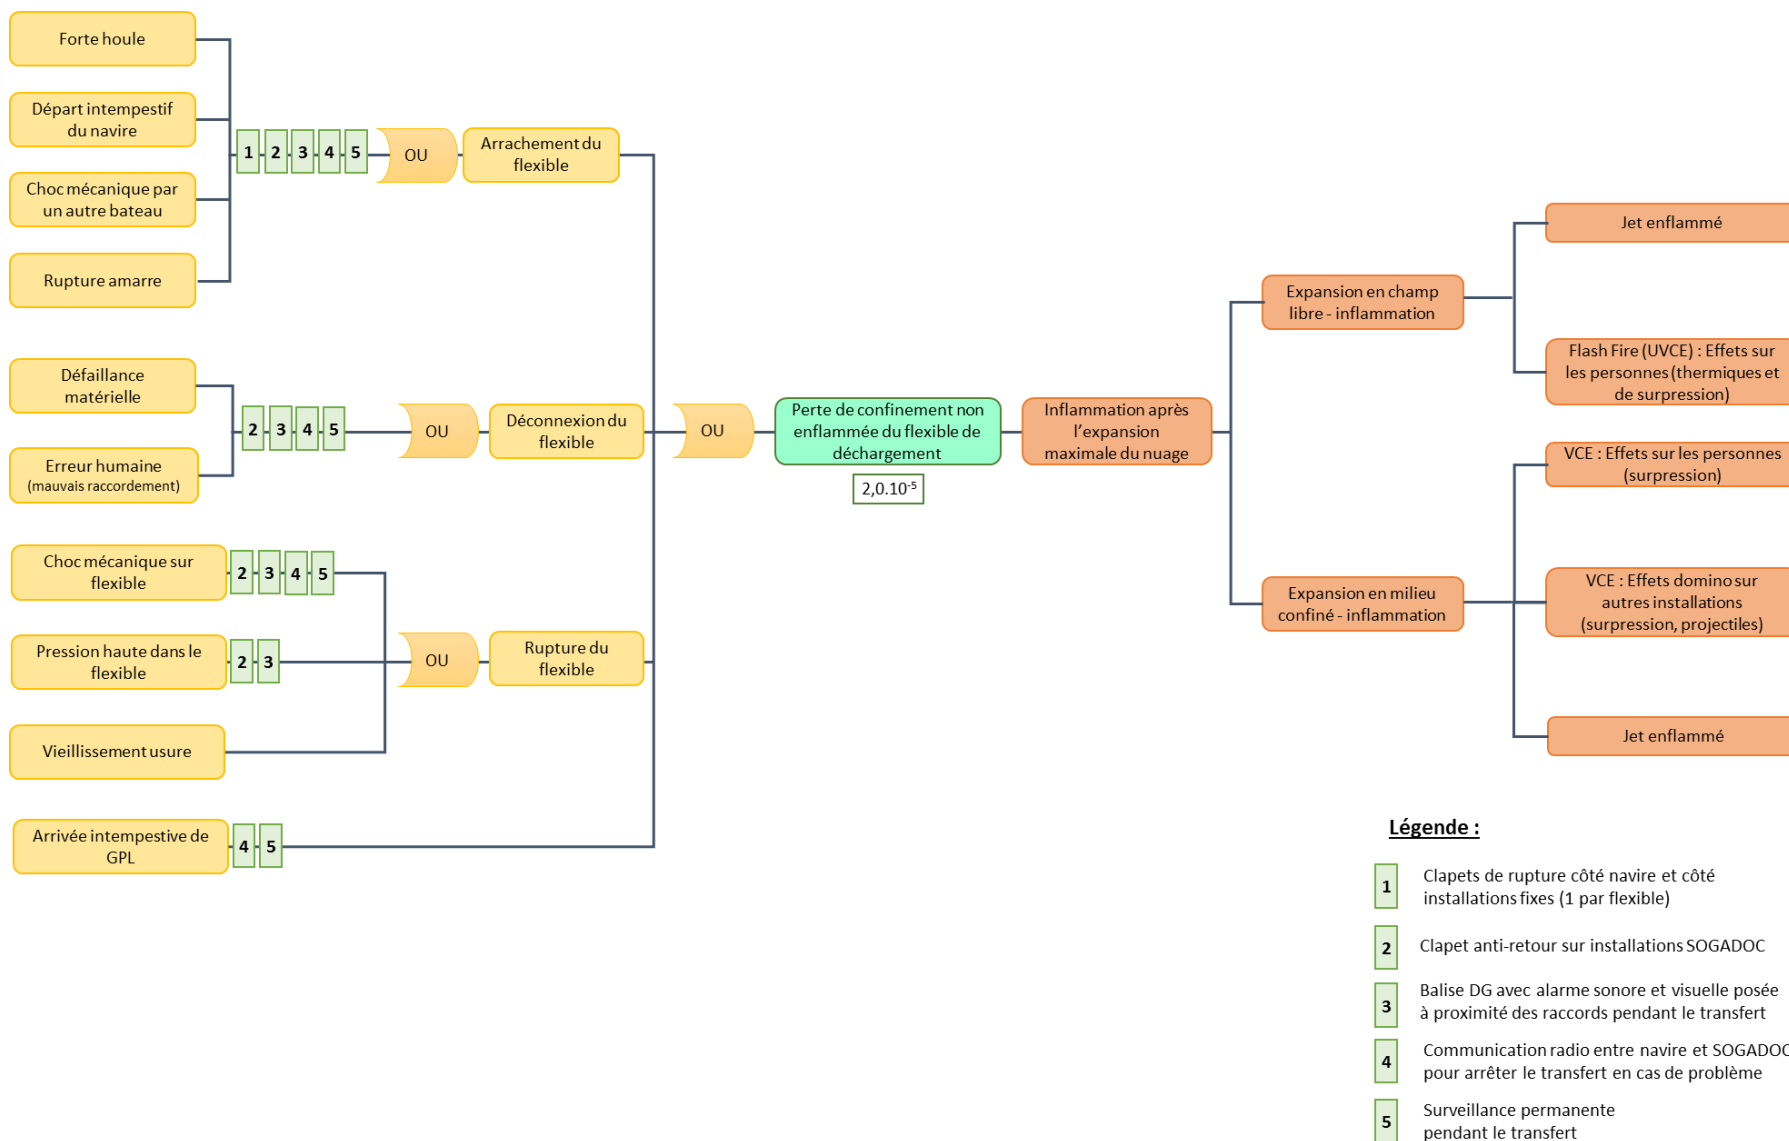 Forte houle
Départ intempestif
du navire
Choc mécanique par
un autre bateau
Rupture amarre
1 2 3 4 5
OU
Arrachement du
flexible
Défaillance
matérielle
Erreur humaine
(mauvais raccordement)
2 3 4 5
OU
Déconnexion du
flexible
Choc mécanique sur
flexible
2 3 4 5
Pression haute dans le
flexible
2 3
Vieillissement usure
OU
Rupture du
flexible
Arrivée intempestive de
GPL
4 5
OU
Perte de confinement non
enflammée du flexible de
déchargement
2,0.10⁻⁵
Inflammation après
l’expansion
maximale du nuage
Expansion en champ
libre - inflammation
Jet enflammé
Flash Fire (UVCE) : Effets sur
les personnes (thermiques et
de surpression)
Expansion en milieu
confiné - inflammation
VCE : Effets sur les personnes
(surpression)
VCE : Effets domino sur
autres installations
(surpression, projectiles)
Jet enflammé
Légende :
1 Clapets de rupture côté navire et côté
installations fixes (1 par flexible)
2 Clapet anti-retour sur installations SOGADOC
3 Balise DG avec alarme sonore et visuelle posée
à proximité des raccords pendant le transfert
4 Communication radio entre navire et SOGADOC
pour arrêter le transfert en cas de problème
5 Surveillance permanente
pendant le transfert